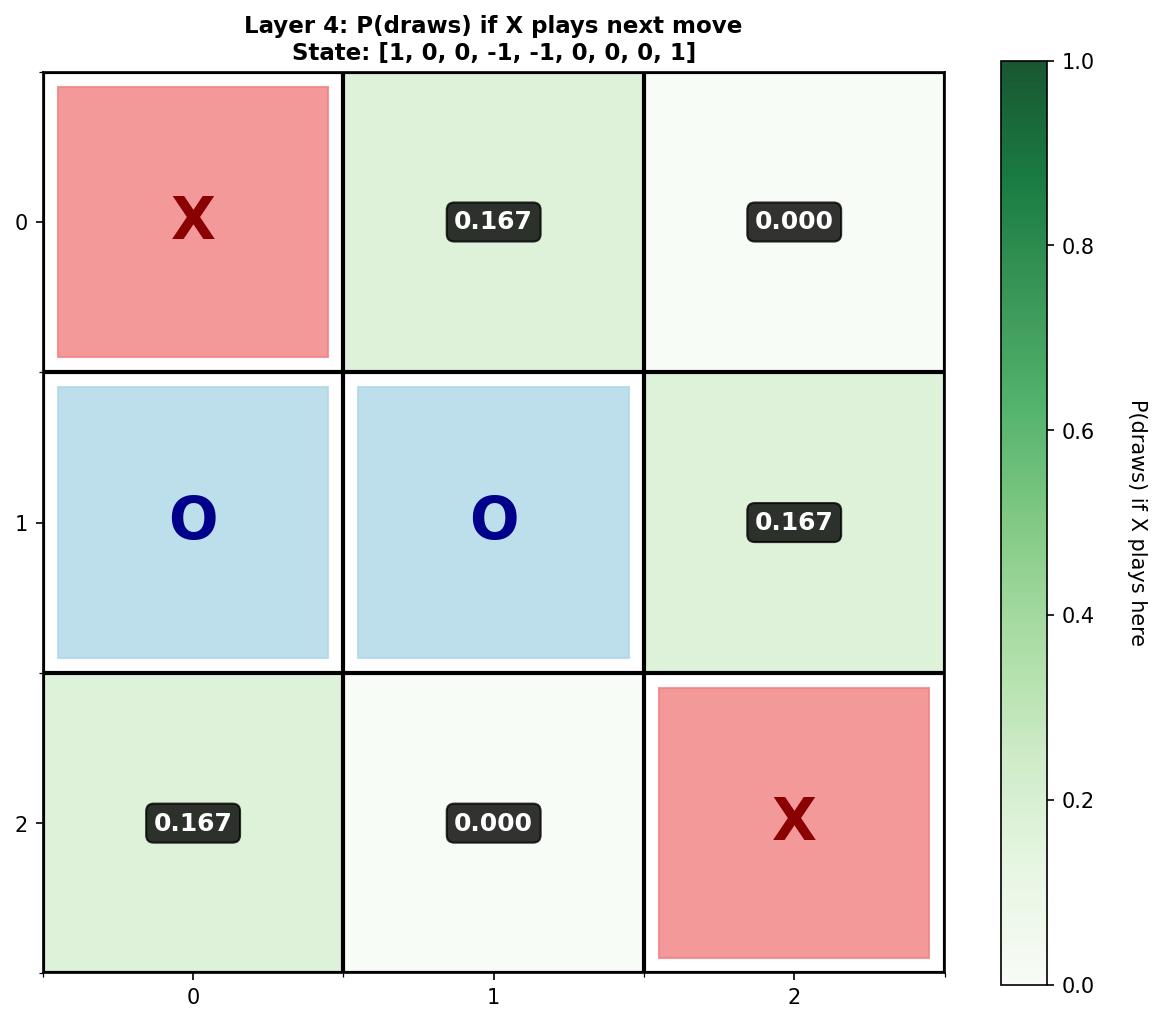 Layer 4: P(draws) if X plays next move
State: [1, 0, 0, -1, -1, 0, 0, 0, 1]
X
0.167
0.000
O
O
0.167
0.167
0.000
X
0
1
2
0
1
2
1.0
0.8
0.6
0.4
0.2
0.0
P(draws) if X plays here